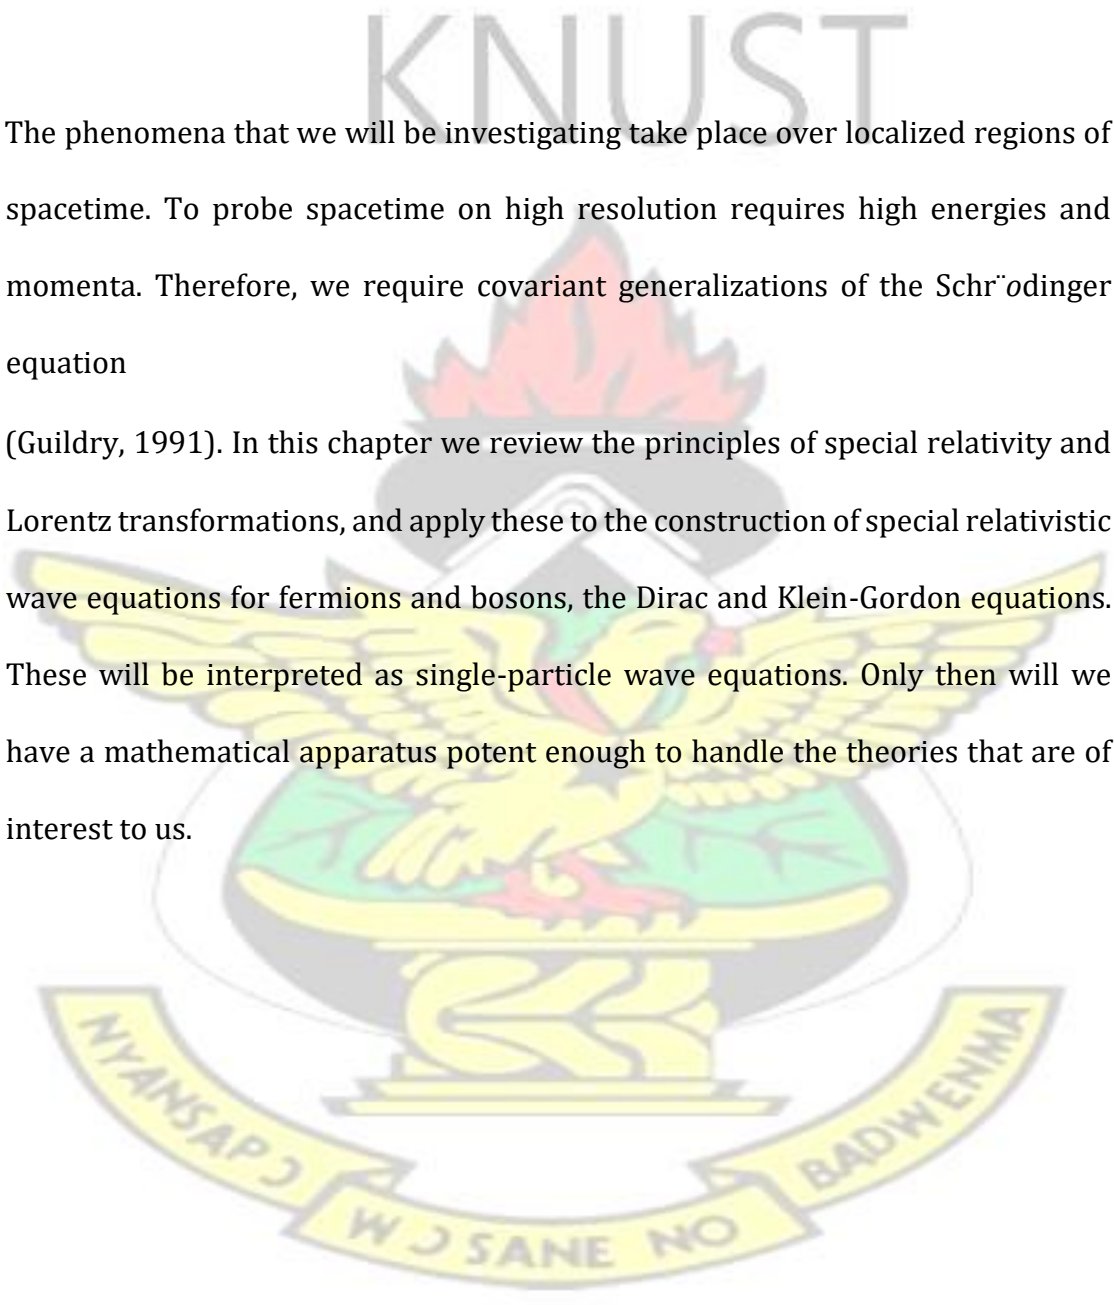 KNUST
The phenomena that we will be investigating take place over localized regions of
spacetime. To probe spacetime on high resolution requires high energies and
momenta. Therefore, we require covariant generalizations of the Schr¨odinger
equation
(Guildry, 1991). In this chapter we review the principles of special relativity and
Lorentz transformations, and apply these to the construction of special relativistic
wave equations for fermions and bosons, the Dirac and Klein-Gordon equations.
These will be interpreted as single-particle wave equations. Only then will we
have a mathematical apparatus potent enough to handle the theories that are of
interest to us.
NYANSAPƆ
WƆ SANE NO
BADWENMA